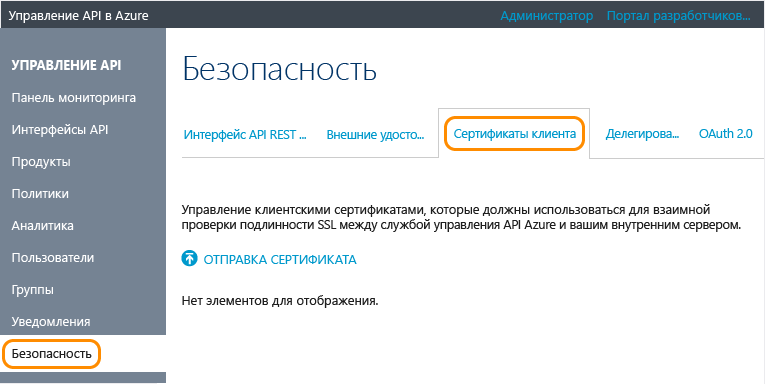 Управление API в Azure
Администратор
Портал разработчиков...
УПРАВЛЕНИЕ API
Панель мониторинга
Интерфейсы API
Продукты
Политики
Аналитика
Пользователи
Группы
Уведомления
Безопасность
Безопасность
Интерфейс API REST ...
Внешние удосто...
Сертификаты клиента
Делегирова...
OAuth 2.0
Управление клиентскими сертификатами, которые должны использоваться для взаимной
проверки подлинности SSL между службой управления API Azure и вашим внутренним сервером.
ОТПРАВКА СЕРТИФИКАТА
Нет элементов для отображения.